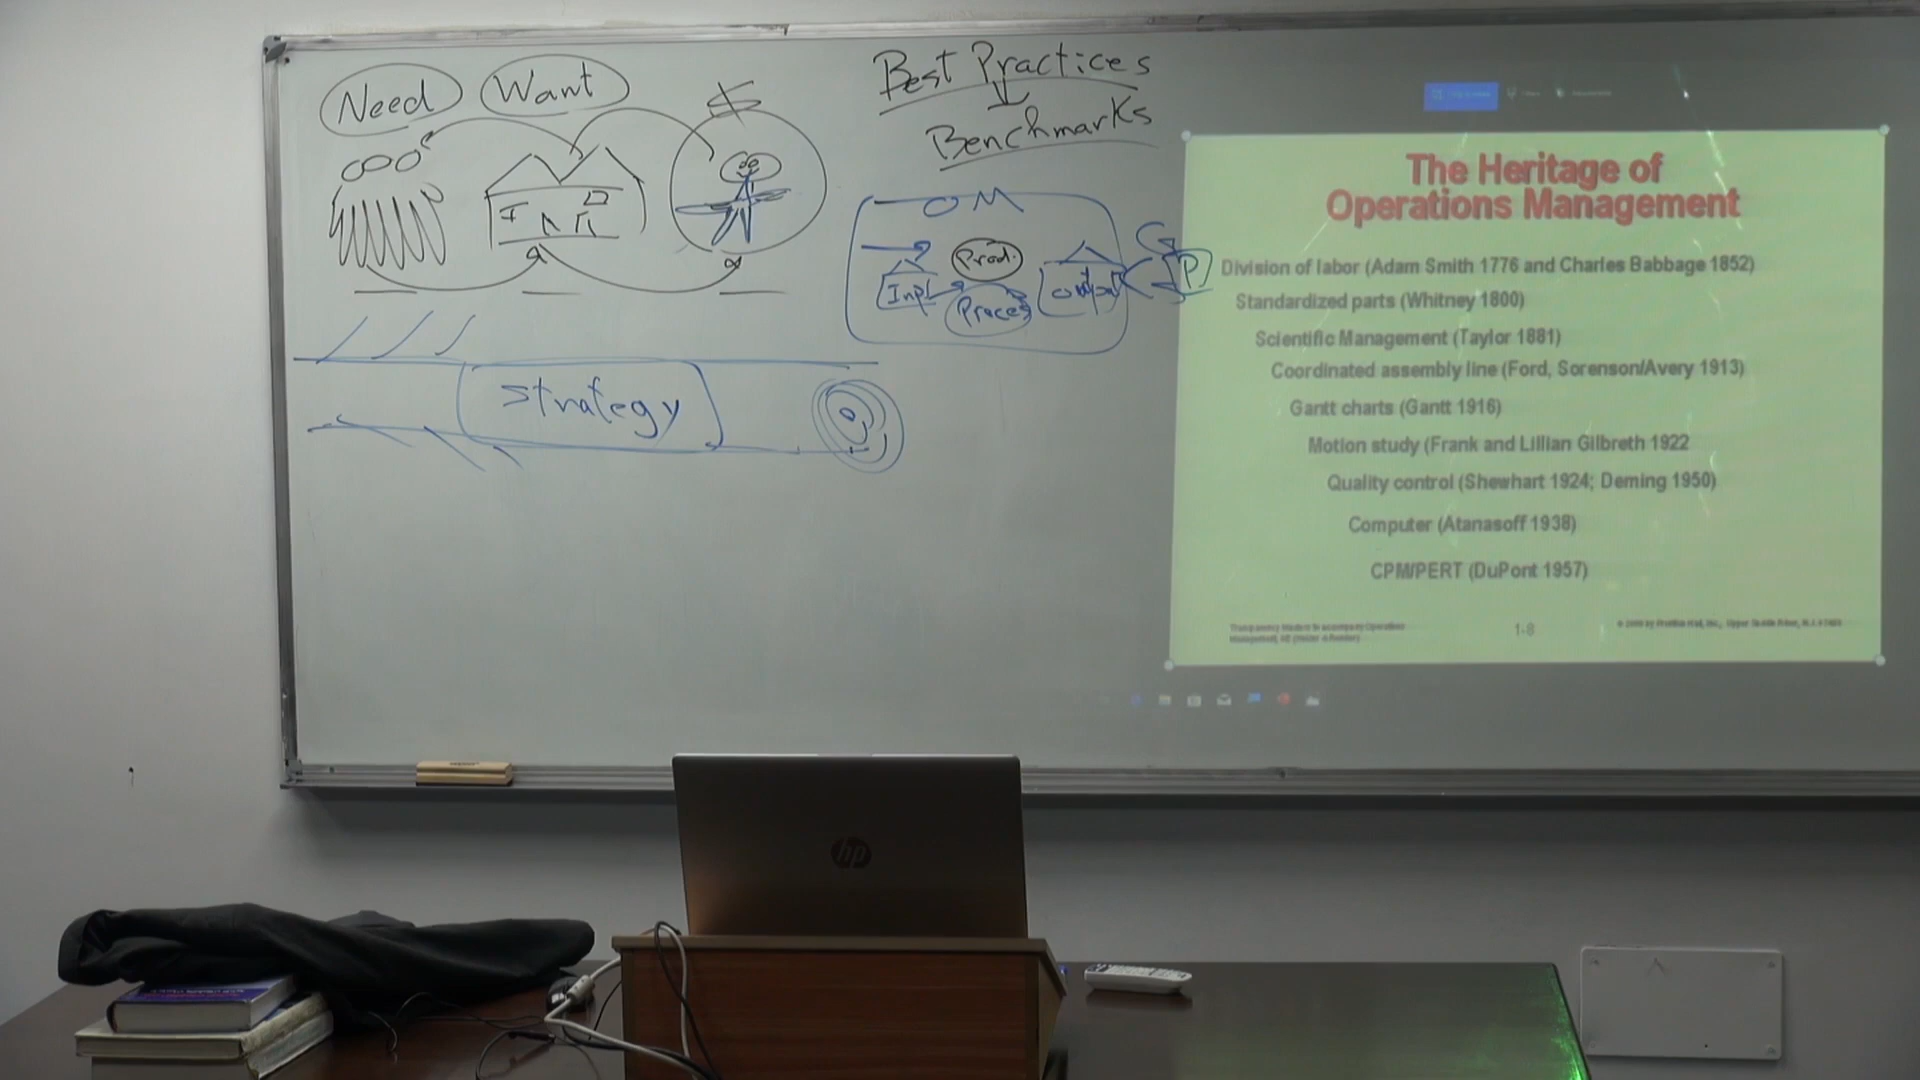 Need Want
$
Best Practices
Benchmarks
OM
Prod.
Inpt
Process
output
G
P
Strategy
The Heritage of
Operations Management
Division of labor (Adam Smith 1776 and Charles Babbage 1852)
Standardized parts (Whitney 1800)
Scientific Management (Taylor 1881)
Coordinated assembly line (Ford, Sorenson/Avery 1913)
Gantt charts (Gantt 1916)
Motion study (Frank and Lillian Gilbreth 1922
Quality control (Shewhart 1924; Deming 1950)
Computer (Atanasoff 1938)
CPM/PERT (DuPont 1957)
1-8
hp